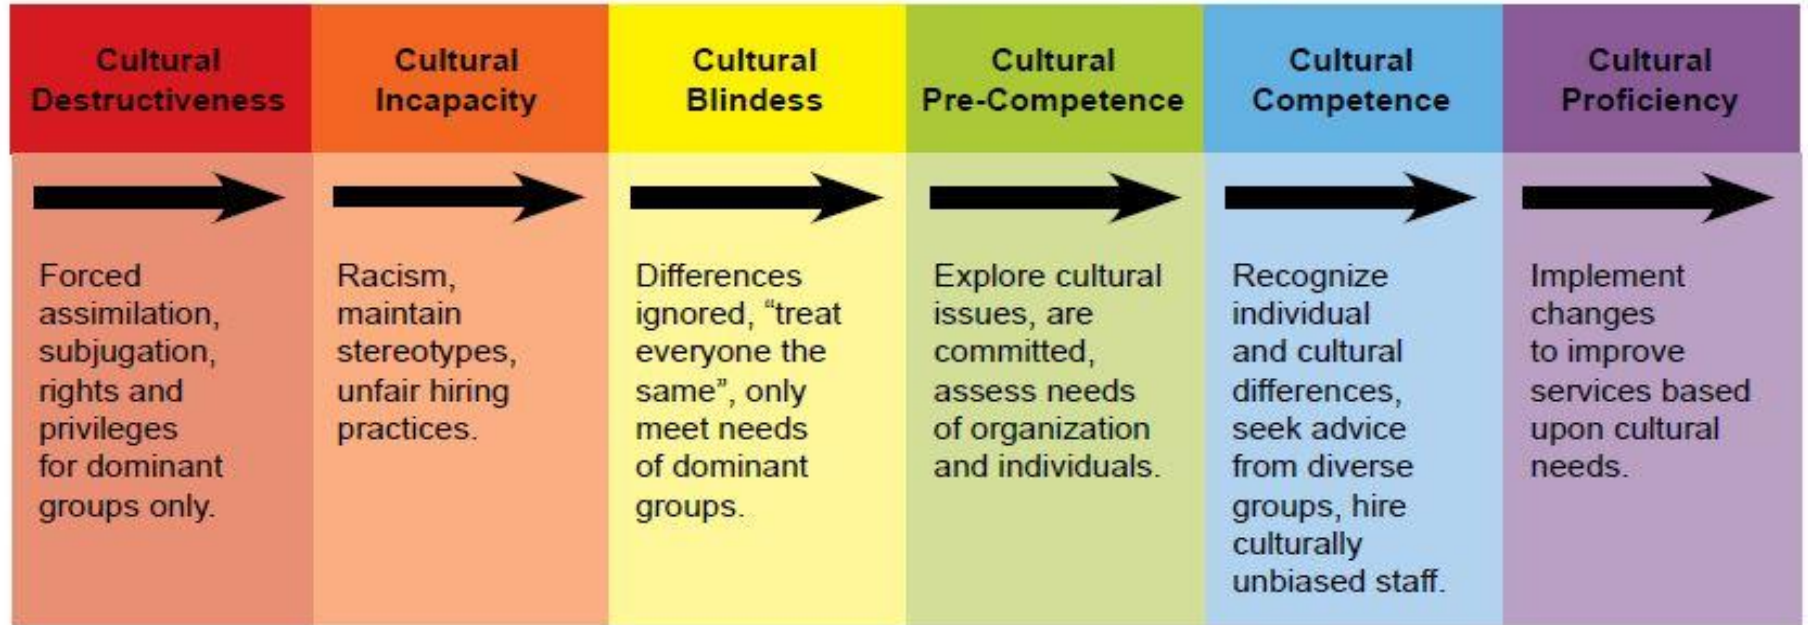 Cultural
Destructiveness
Cultural
Incapacity
Cultural
Blindess
Cultural
Pre-Competence
Cultural
Competence
Cultural
Proficiency
Forced
assimilation,
subjugation,
rights and
privileges
for dominant
groups only.
Racism,
maintain
stereotypes,
unfair hiring
practices.
Differences
ignored, “treat
everyone the
same”, only
meet needs
of dominant
groups.
Explore cultural
issues, are
committed,
assess needs
of organization
and individuals.
Recognize
individual
and cultural
differences,
seek advice
from diverse
groups, hire
culturally
unbiased staff.
Implement
changes
to improve
services based
upon cultural
needs.